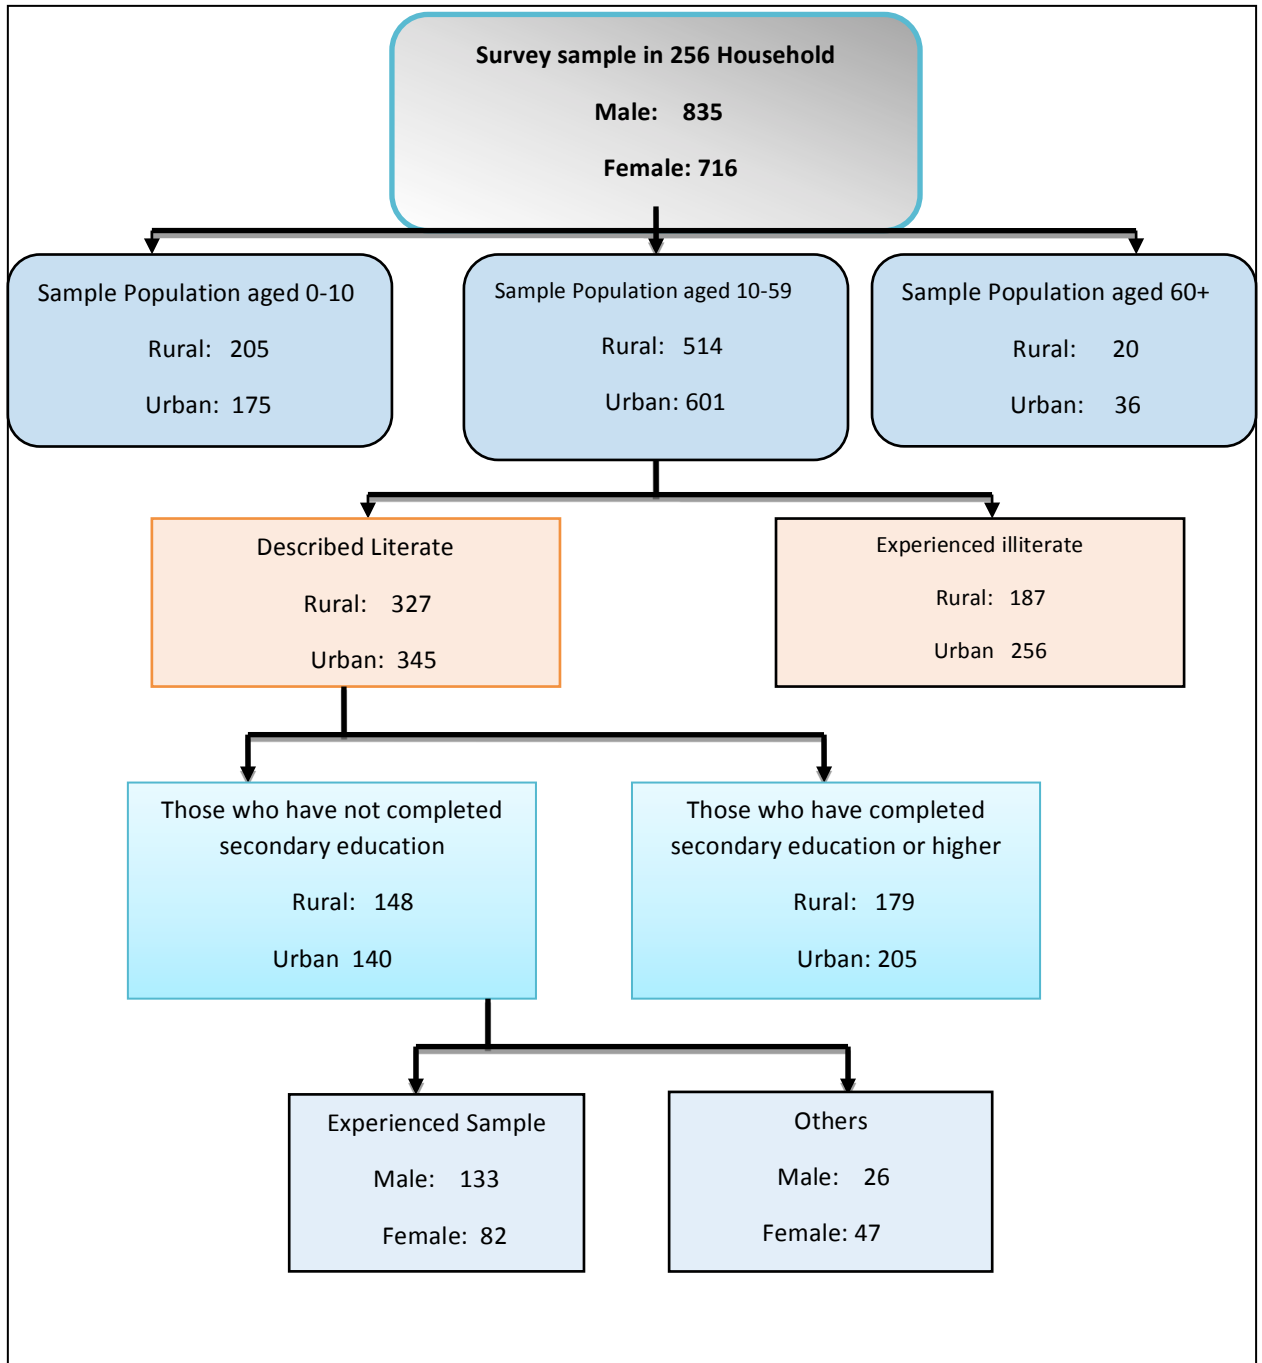 Survey sample in 256 Household
Male: 835
Female: 716
Sample Population aged 0-10
Rural: 205
Urban: 175
Sample Population aged 10-59
Rural: 514
Urban: 601
Sample Population aged 60+
Rural: 20
Urban: 36
Described Literate
Rural: 327
Urban: 345
Experienced illiterate
Rural: 187
Urban 256
Those who have not completed
secondary education
Rural: 148
Urban 140
Those who have completed
secondary education or higher
Rural: 179
Urban: 205
Experienced Sample
Male: 133
Female: 82
Others
Male: 26
Female: 47